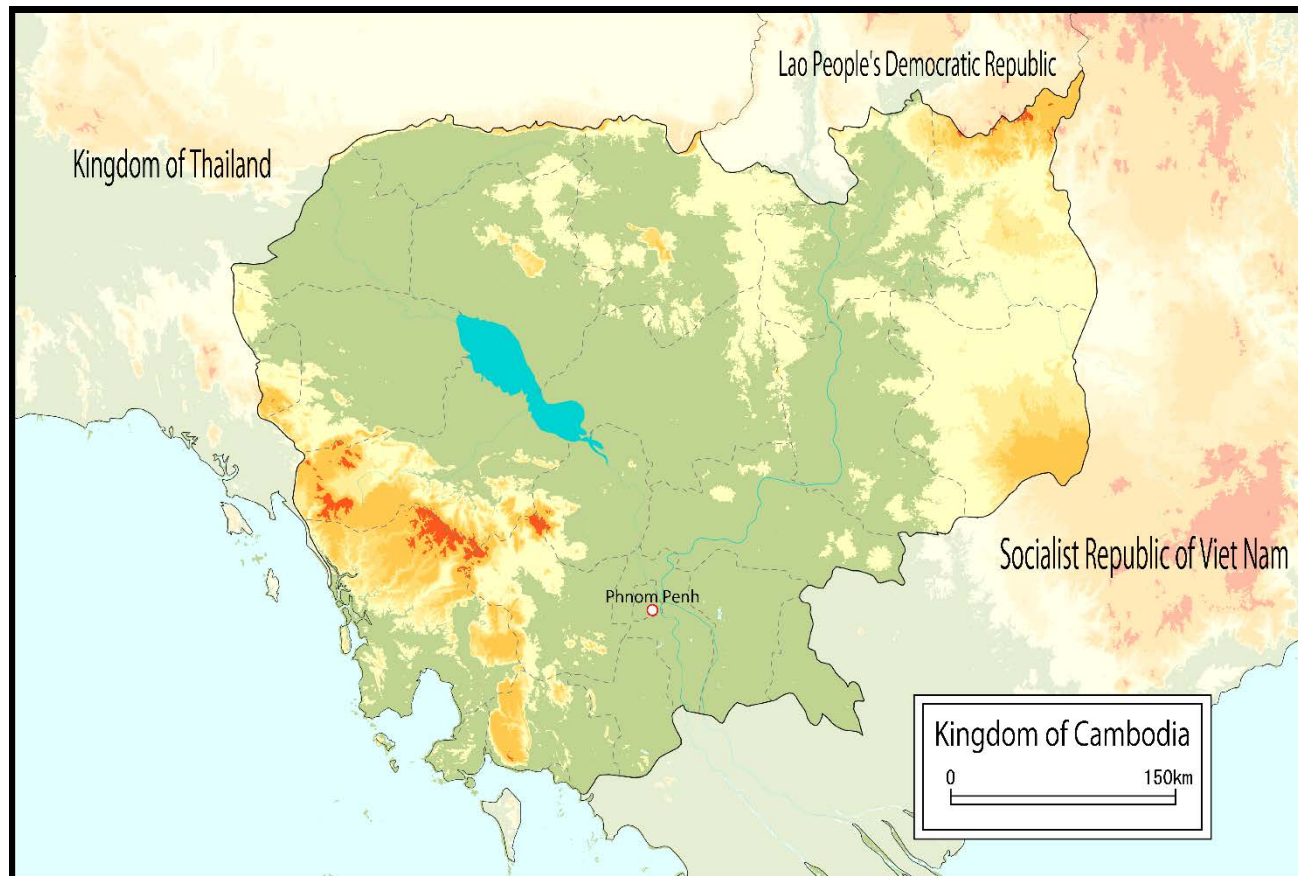 Lao People's Democratic Republic
Kingdom of Thailand
Socialist Republic of Viet Nam
Phnom Penh
Kingdom of Cambodia
0 150km